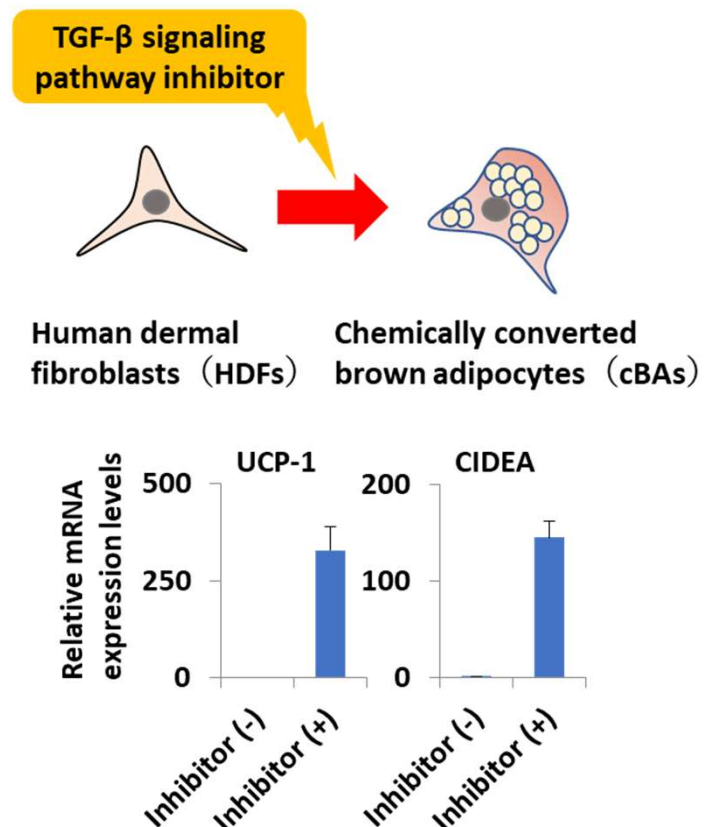 TGF-β signaling
pathway inhibitor
Human dermal
fibroblasts（HDFs）
Chemically converted
brown adipocytes（cBAs）
Relative mRNA
expression levels
UCP-1
500
250
0
Inhibitor (-)
Inhibitor (+)
CIDEA
200
100
0
Inhibitor (-)
Inhibitor (+)